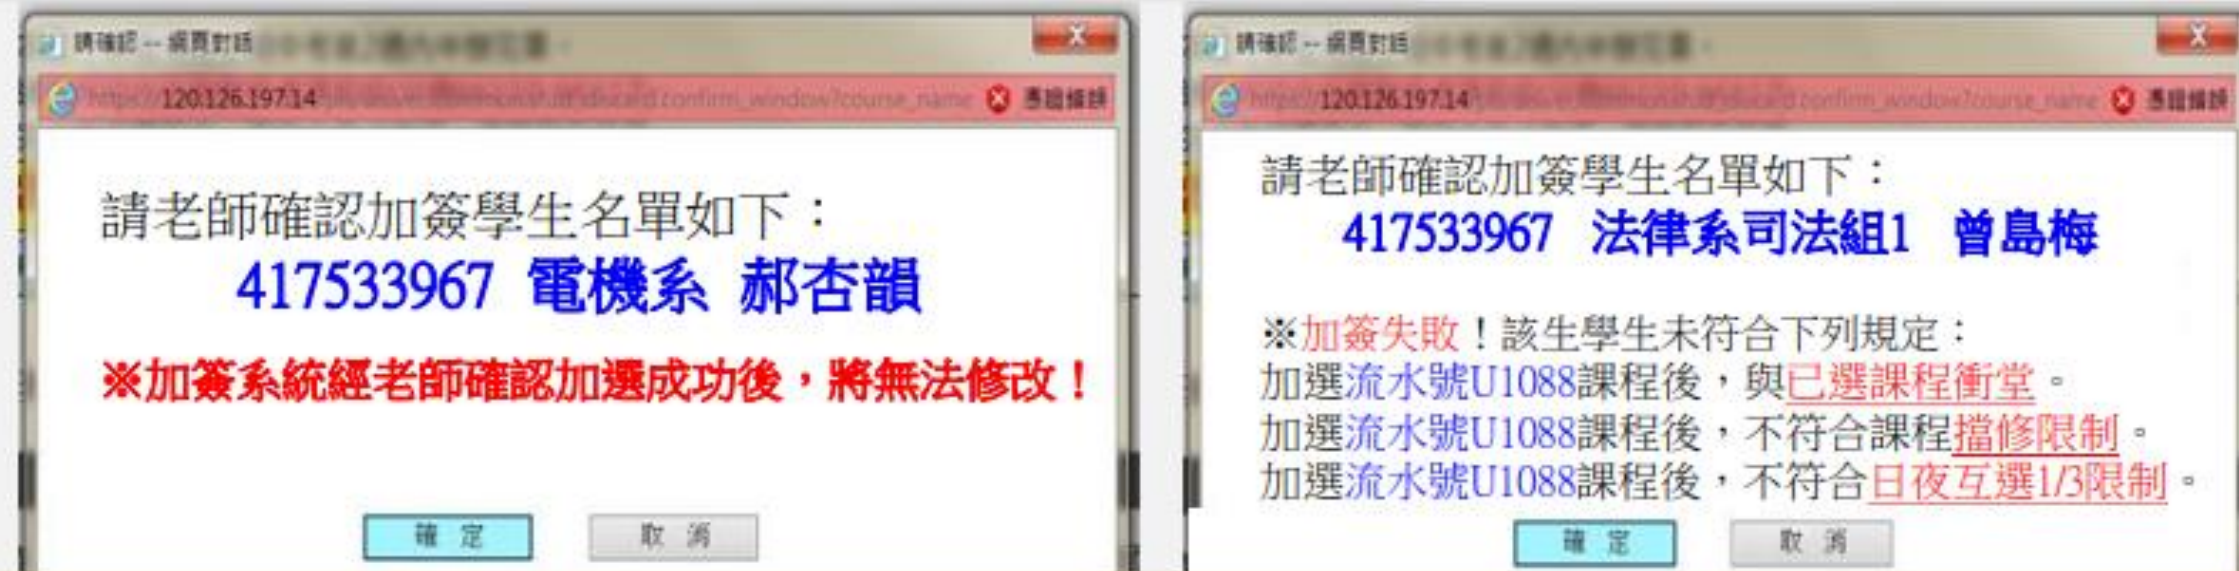 請確認 -- 網頁對話
120.126.197.14
憑證錯誤
請老師確認加簽學生名單如下：
417533967 電機系 郝杏韻
※加簽系統經老師確認加選成功後，將無法修改！
確 定
取 消
請確認 -- 網頁對話
120.126.197.14
憑證錯誤
請老師確認加簽學生名單如下：
417533967 法律系司法組1 曾島梅
※加簽失敗！該生學生未符合下列規定：
加選流水號U1088課程後，與已選課程衝堂。
加選流水號U1088課程後，不符合課程擋修限制。
加選流水號U1088課程後，不符合日夜互選1/3限制。
確 定
取 消